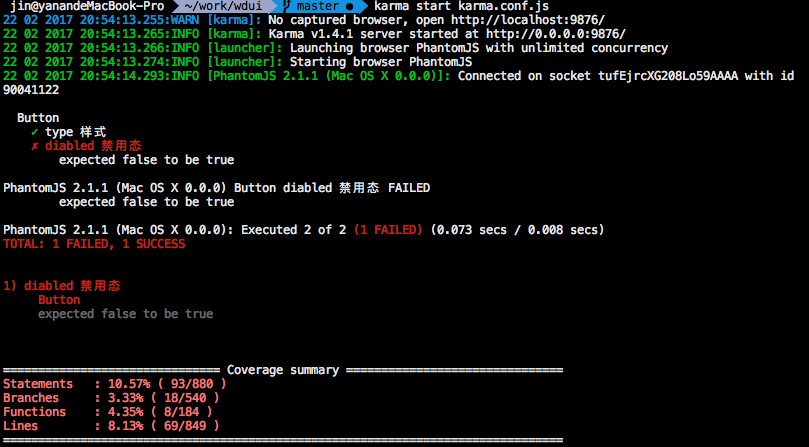 jin@yanandeMacBook-Pro ~/work/wdui master ● karma start karma.conf.js
22 02 2017 20:54:13.255:WARN [karma]: No captured browser, open http://localhost:9876/
22 02 2017 20:54:13.265:INFO [karma]: Karma v1.4.1 server started at http://0.0.0.0:9876/
22 02 2017 20:54:13.266:INFO [launcher]: Launching browser PhantomJS with unlimited concurrency
22 02 2017 20:54:13.274:INFO [launcher]: Starting browser PhantomJS
22 02 2017 20:54:14.293:INFO [PhantomJS 2.1.1 (Mac OS X 0.0.0)]: Connected on socket tufEjrcXG208Lo59AAAA with id
90041122
Button
✓ type 样式
✗ diabled 禁用态
expected false to be true
PhantomJS 2.1.1 (Mac OS X 0.0.0) Button diabled 禁用态 FAILED
expected false to be true
PhantomJS 2.1.1 (Mac OS X 0.0.0): Executed 2 of 2 (1 FAILED) (0.073 secs / 0.008 secs)
TOTAL: 1 FAILED, 1 SUCCESS
1) diabled 禁用态
Button
expected false to be true
=============================== Coverage summary ===============================
Statements : 10.57% ( 93/880 )
Branches : 3.33% ( 18/540 )
Functions : 4.35% ( 8/184 )
Lines : 8.13% ( 69/849 )
================================================================================